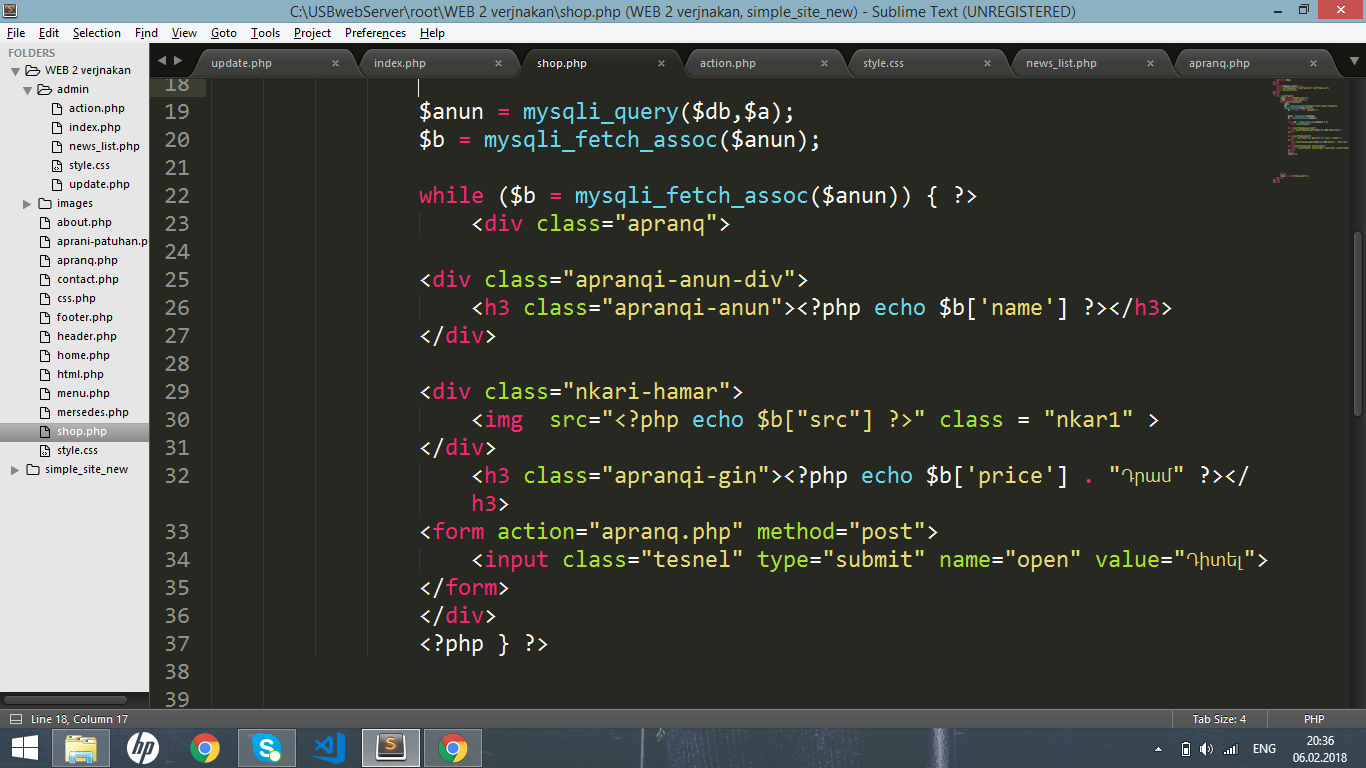 C:\USBwebServer\root\WEB 2 verjnakan\shop.php (WEB 2 verjnakan, simple_site_new) - Sublime Text (UNREGISTERED)
File Edit Selection Find View Goto Tools Project Preferences Help
FOLDERS
WEB 2 verjnakan
admin
action.php
index.php
news_list.php
style.css
update.php
images
about.php
aprani-patuhan.p
apranq.php
contact.php
css.php
footer.php
header.php
home.php
html.php
menu.php
mersedes.php
shop.php
style.css
simple_site_new
update.php × index.php × shop.php × action.php × style.css × news_list.php × apranq.php ×
18
19 $anun = mysqli_query($db,$a);
20 $b = mysqli_fetch_assoc($anun);
21
22 while ($b = mysqli_fetch_assoc($anun)) { ?>
23 <div class="apranq">
24
25 <div class="apranqi-anun-div">
26 <h3 class="apranqi-anun"><?php echo $b['name'] ?></h3>
27 </div>
28
29 <div class="nkari-hamar">
30 <img  src="<?php echo $b["src"] ?>" class = "nkar1" >
31 </div>
32 <h3 class="apranqi-gin"><?php echo $b['price'] . "Դրամ" ?></
h3>
33 <form action="apranq.php" method="post">
34 <input class="tesnel" type="submit" name="open" value="Դիտել">
35 </form>
36 </div>
37 <?php } ?>
38
39
Line 18, Column 17 Tab Size: 4 PHP
hp
ENG
20:36
06.02.2018